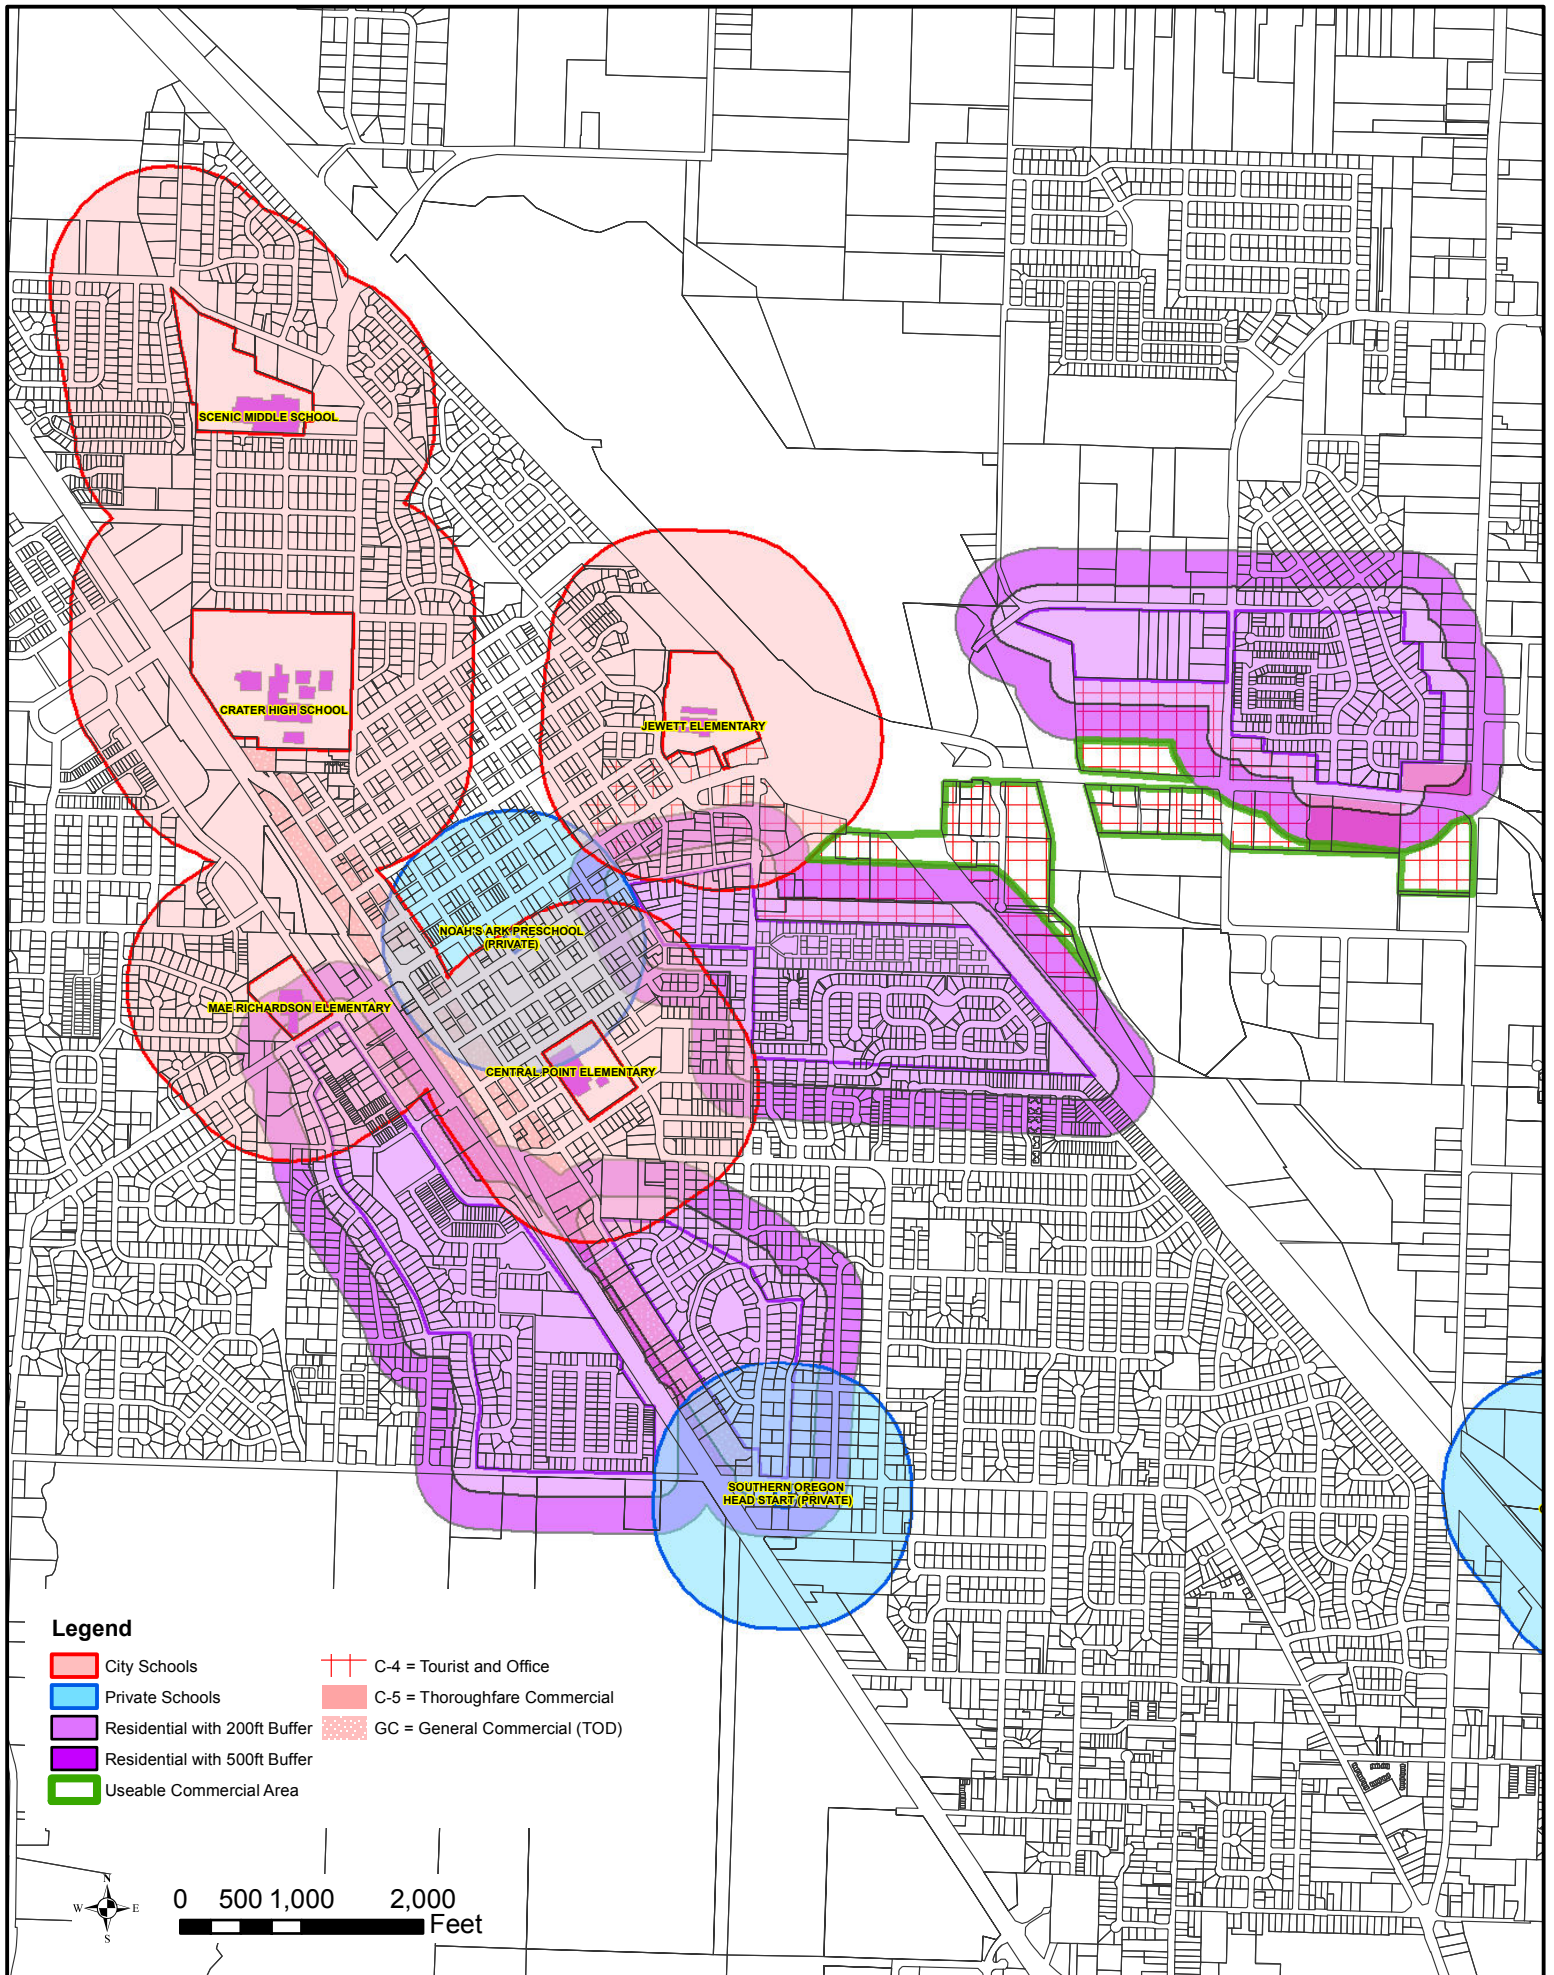 SCENIC MIDDLE SCHOOL
CRATER HIGH SCHOOL
JEWETT ELEMENTARY
NOAH'S ARK PRESCHOOL
(PRIVATE)
MAE RICHARDSON ELEMENTARY
CENTRAL POINT ELEMENTARY
SOUTHERN OREGON
HEAD START (PRIVATE)
Legend
City Schools
Private Schools
Residential with 200ft Buffer
Residential with 500ft Buffer
Useable Commercial Area
C-4 = Tourist and Office
C-5 = Thoroughfare Commercial
GC = General Commercial (TOD)
N
W E
S
0 500 1,000 2,000
Feet